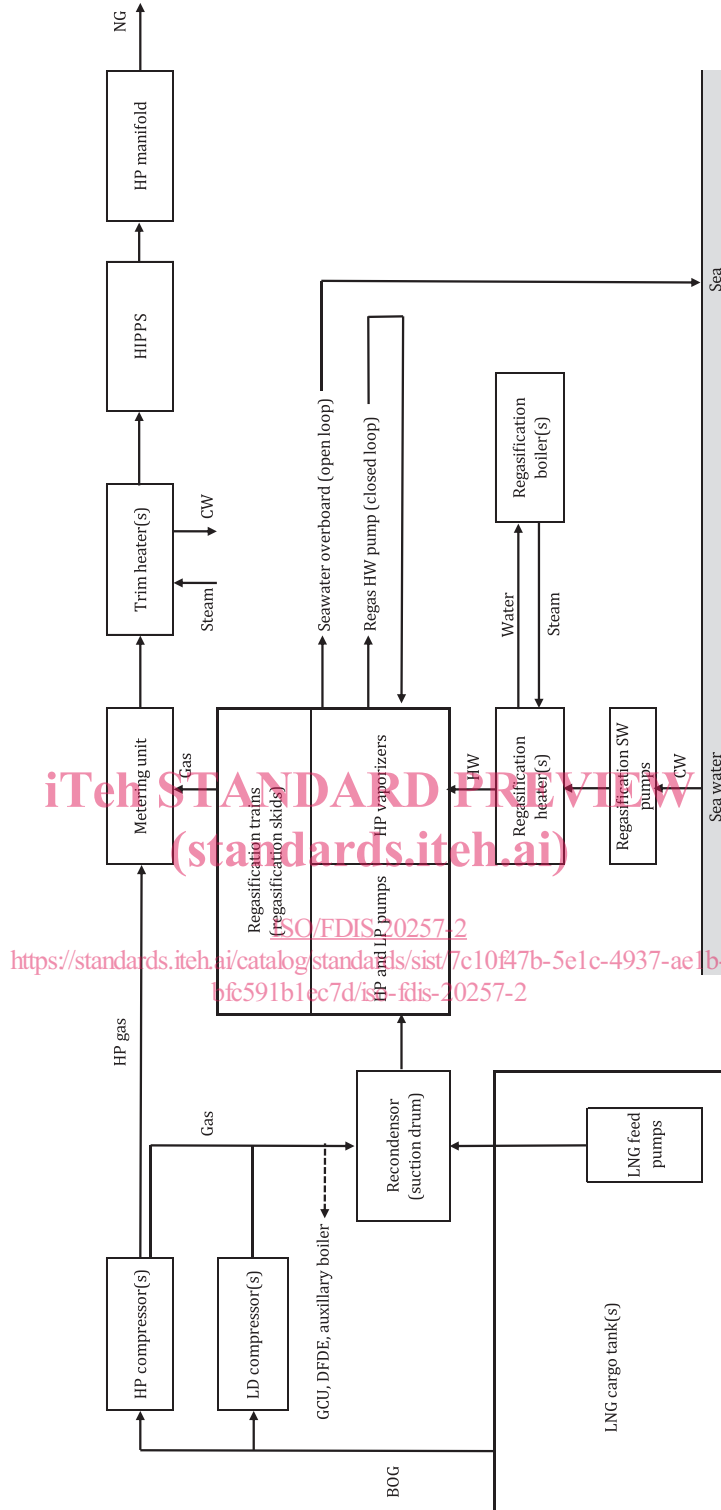 NG
HP manifold
HIPPS
Trim heater(s)
CW
Steam
Seawater overboard (open loop)
Regas HW pump (closed loop)
Regasification
boiler(s)
Water
Steam
Sea
Metering unit
Gas
Regasification trains
(regasification skids)
HP vaporizers
HP and LP pumps
HW
Regasification
heater(s)
Regasification SW
pumps
CW
Sea water
iTeh STANDARD PREVIEW
(standards.iteh.ai)
ISO/FDIS 20257-2
https://standards.iteh.ai/catalog/standards/sist/7c10f47b-5e1c-4937-ae1b-
bfc591b1ec7d/iso-fdis-20257-2
HP gas
Gas
Recondensor
(suction drum)
LNG feed
pumps
HP compressor(s)
LD compressor(s)
GCU, DFDE, auxillary boiler
LNG cargo tank(s)
BOG